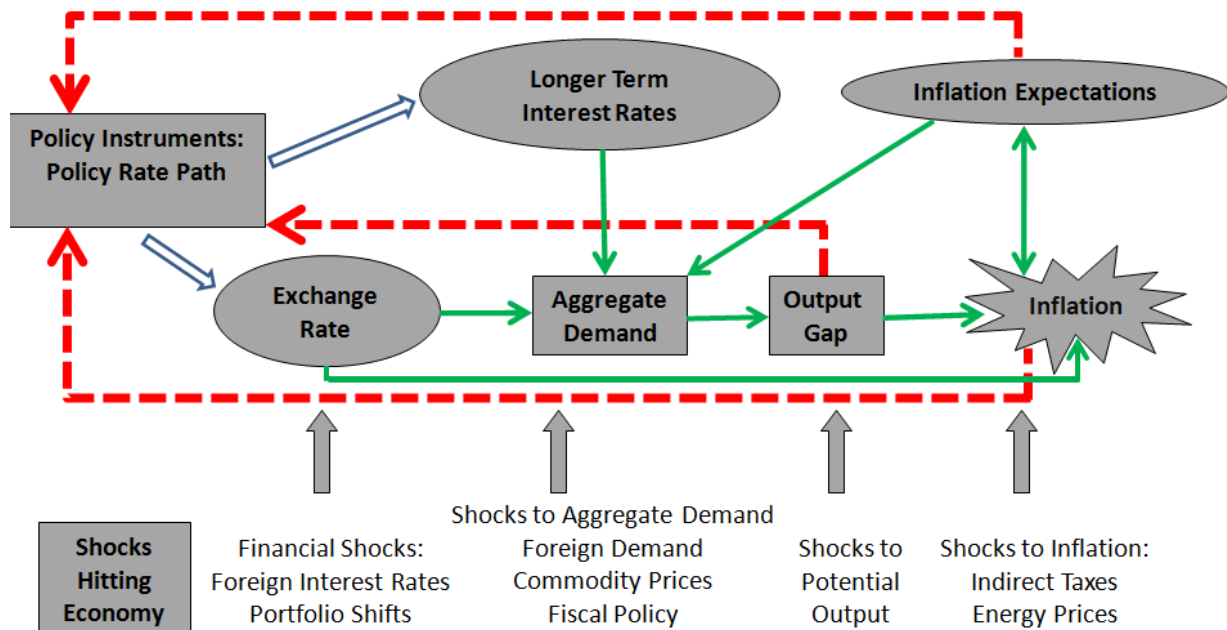 Longer Term
Interest Rates
Inflation Expectations
Policy Instruments:
Policy Rate Path
Exchange
Rate
Aggregate
Demand
Output
Gap
Inflation
Shocks
Hitting
Economy
Financial Shocks:
Foreign Interest Rates
Portfolio Shifts
Shocks to Aggregate Demand
Foreign Demand
Commodity Prices
Fiscal Policy
Shocks to
Potential
Output
Shocks to Inflation:
Indirect Taxes
Energy Prices